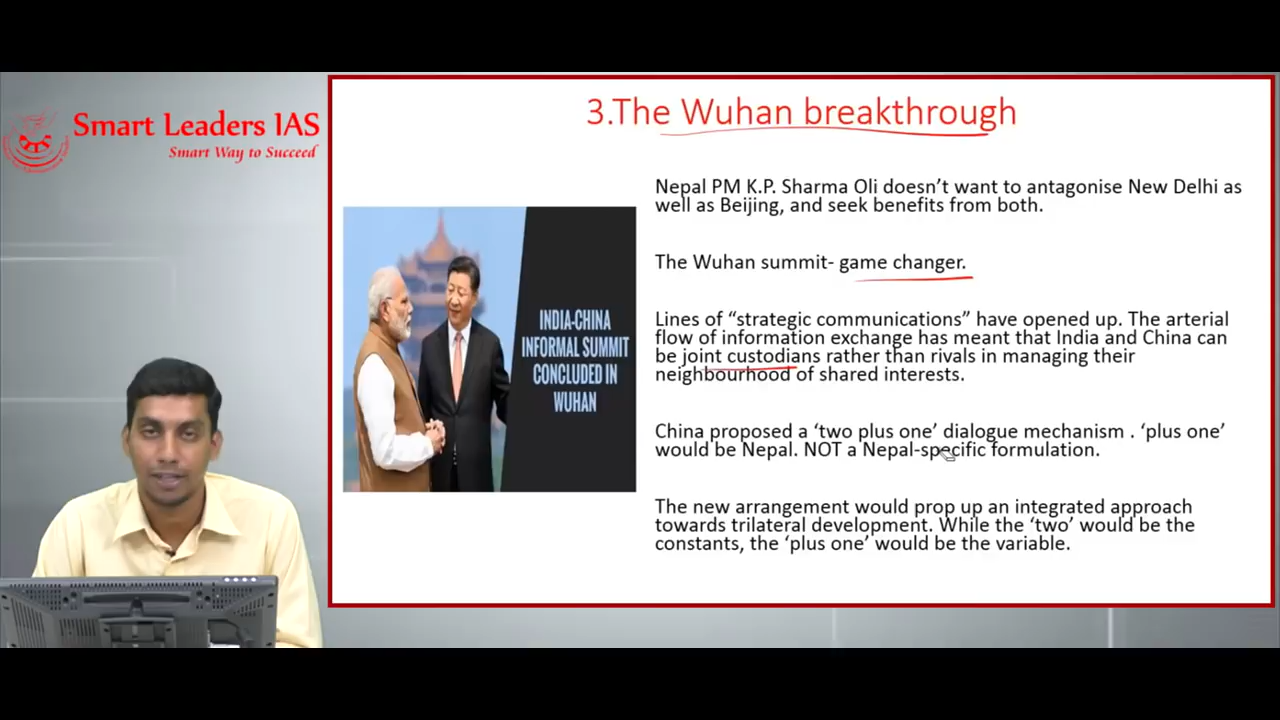 Smart Leaders IAS
Smart Way to Succeed
3.The Wuhan breakthrough
INDIA-CHINA
INFORMAL SUMMIT
CONCLUDED IN
WUHAN
Nepal PM K.P. Sharma Oli doesn’t want to antagonise New Delhi as
well as Beijing, and seek benefits from both.
The Wuhan summit- game changer.
Lines of “strategic communications” have opened up. The arterial
flow of information exchange has meant that India and China can
be joint custodians rather than rivals in managing their
neighbourhood of shared interests.
China proposed a ‘two plus one’ dialogue mechanism . ‘plus one’
would be Nepal. NOT a Nepal-specific formulation.
The new arrangement would prop up an integrated approach
towards trilateral development. While the ‘two’ would be the
constants, the ‘plus one’ would be the variable.